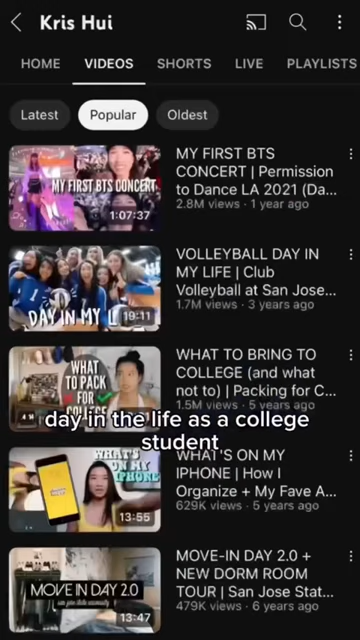 Kris Hui
HOME VIDEOS SHORTS LIVE PLAYLISTS
Latest Popular Oldest
MY FIRST BTS CONCERT
1:07:37
MY FIRST BTS
CONCERT | Permission
to Dance LA 2021 (Da...
2.8M views · 1 year ago
DAY IN MY L
19:11
VOLLEYBALL DAY IN
MY LIFE | Club
Volleyball at San Jose...
1.7M views · 3 years ago
WHAT
TO PACK
FOR
COLLEGE
WHAT TO BRING TO
COLLEGE (and what
not to) | Packing for C...
1.5M views · 5 years ago
day in the life as a college
student
WHAT'S
ON MY
IPHONE
13:55
WHAT'S ON MY
IPHONE | How I
Organize + My Fave A...
629K views · 5 years ago
MOVE IN DAY 2.0
san jose state university
13:47
MOVE-IN DAY 2.0 +
NEW DORM ROOM
TOUR | San Jose Stat...
479K views · 6 years ago